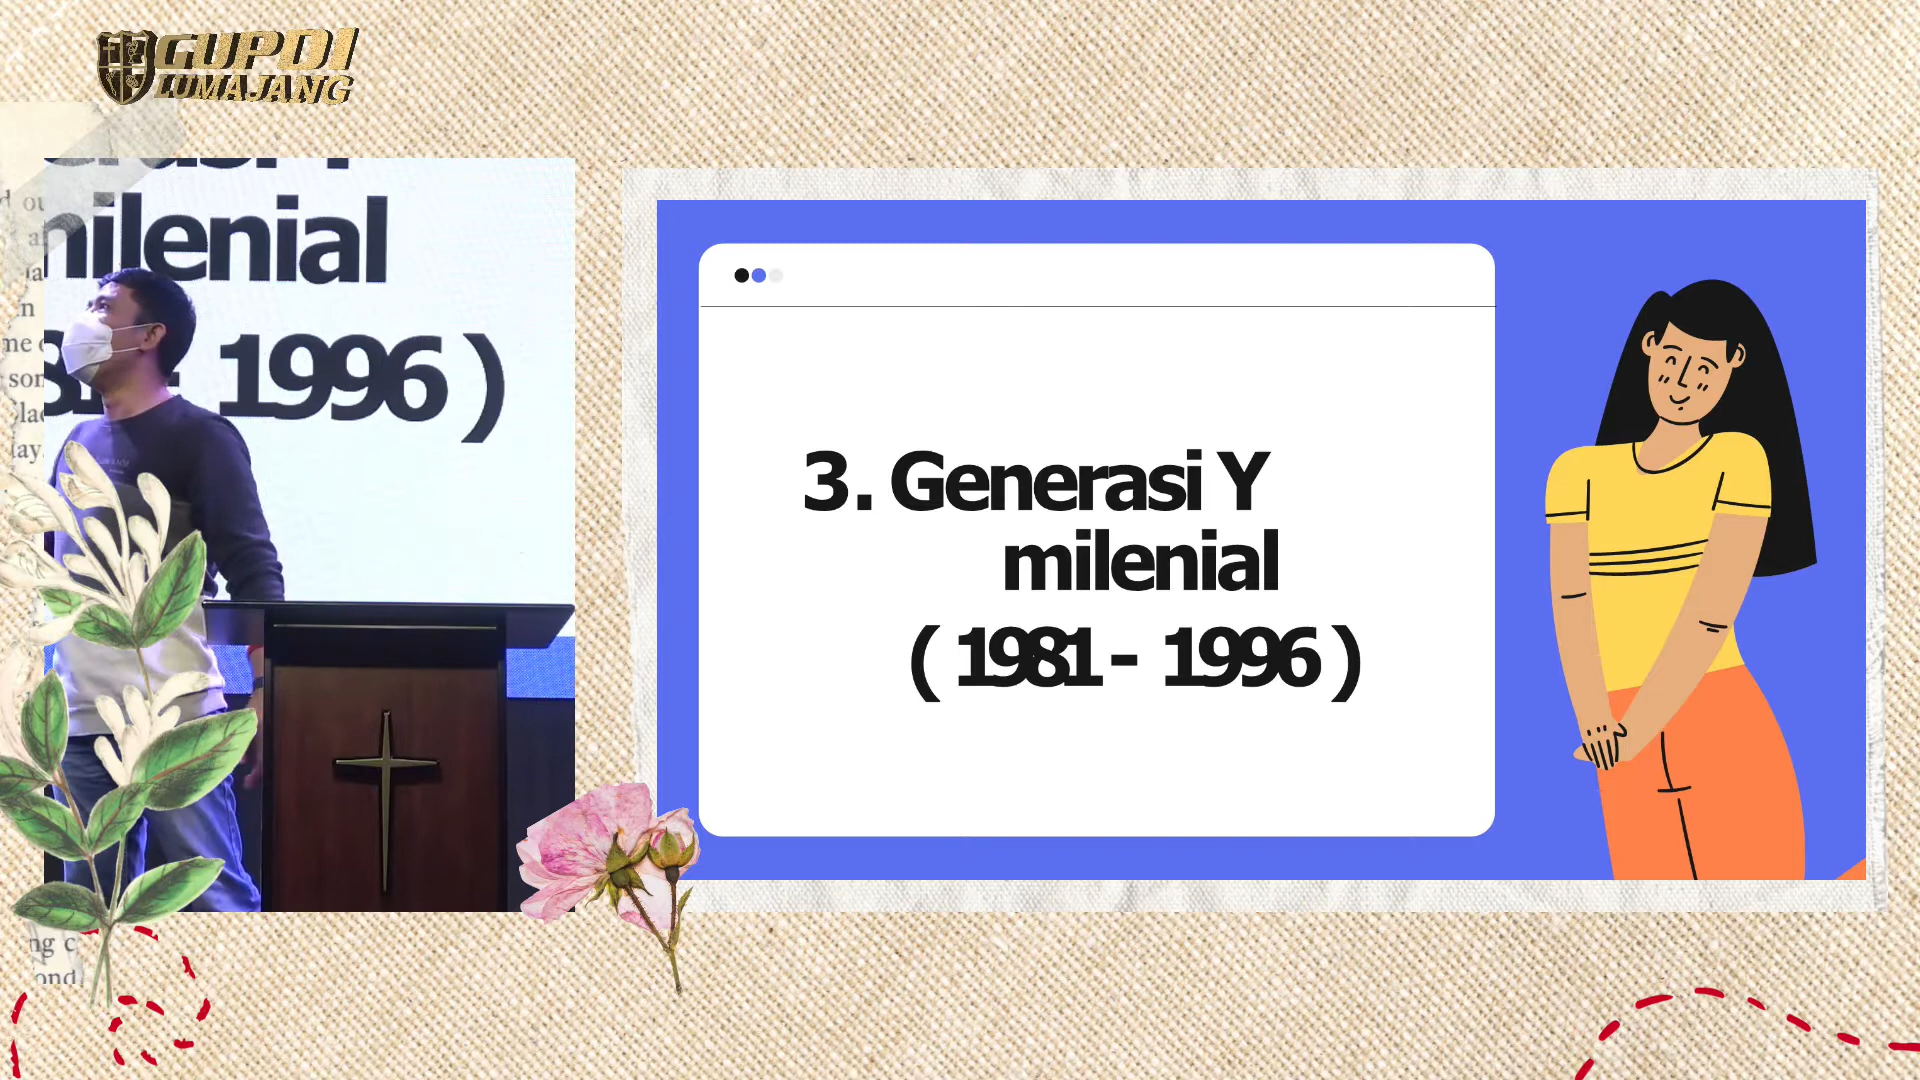 GUPDI
LUMAJANG
milenial
1996 )
3. Generasi Y
milenial
( 1981 - 1996 )